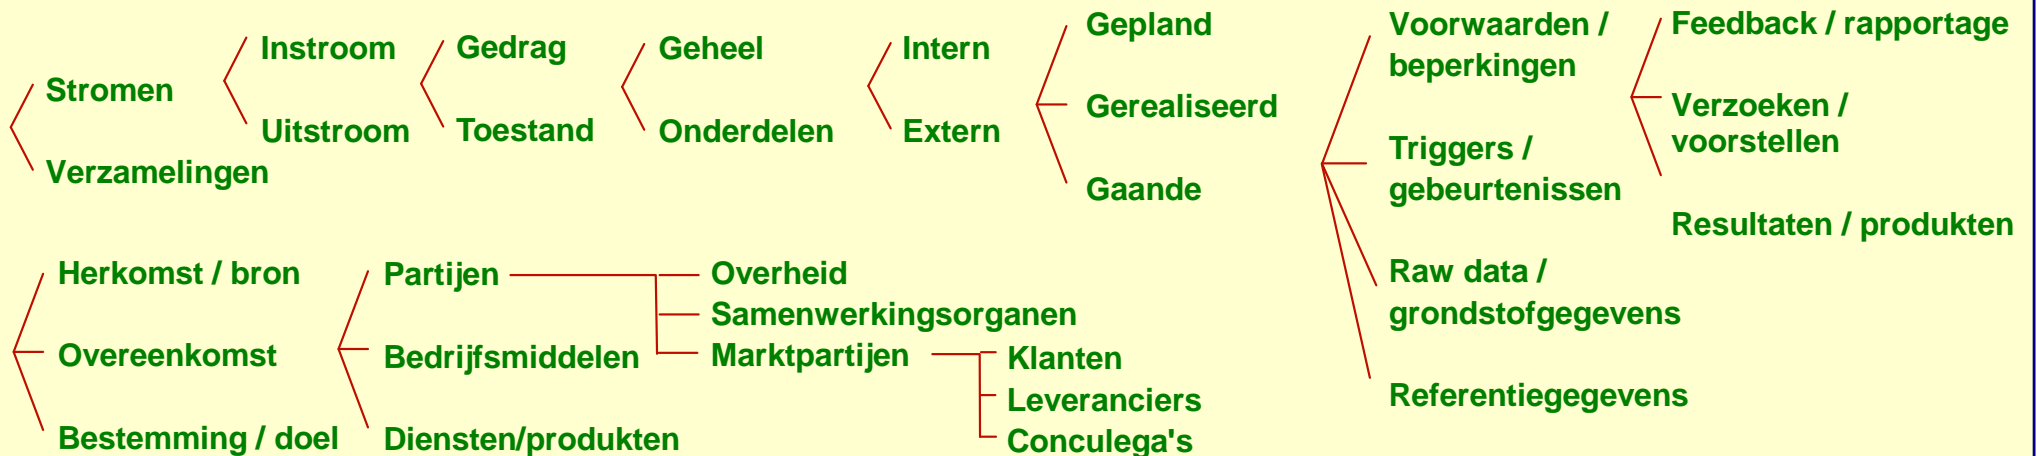 Stromen
Verzamelingen
Instroom
Uitstroom
Gedrag
Toestand
Geheel
Onderdelen
Intern
Extern
Gepland
Gerealiseerd
Gaande
Voorwaarden /
beperkingen
Triggers /
gebeurtenissen
Raw data /
grondstofgegevens
Referentiegegevens
Feedback / rapportage
Verzoeken /
voorstellen
Resultaten / produkten
Herkomst / bron
Overeenkomst
Bestemming / doel
Partijen
Bedrijfsmiddelen
Diensten/produkten
Overheid
Samenwerkingsorganen
Marktpartijen
Klanten
Leveranciers
Conculega's